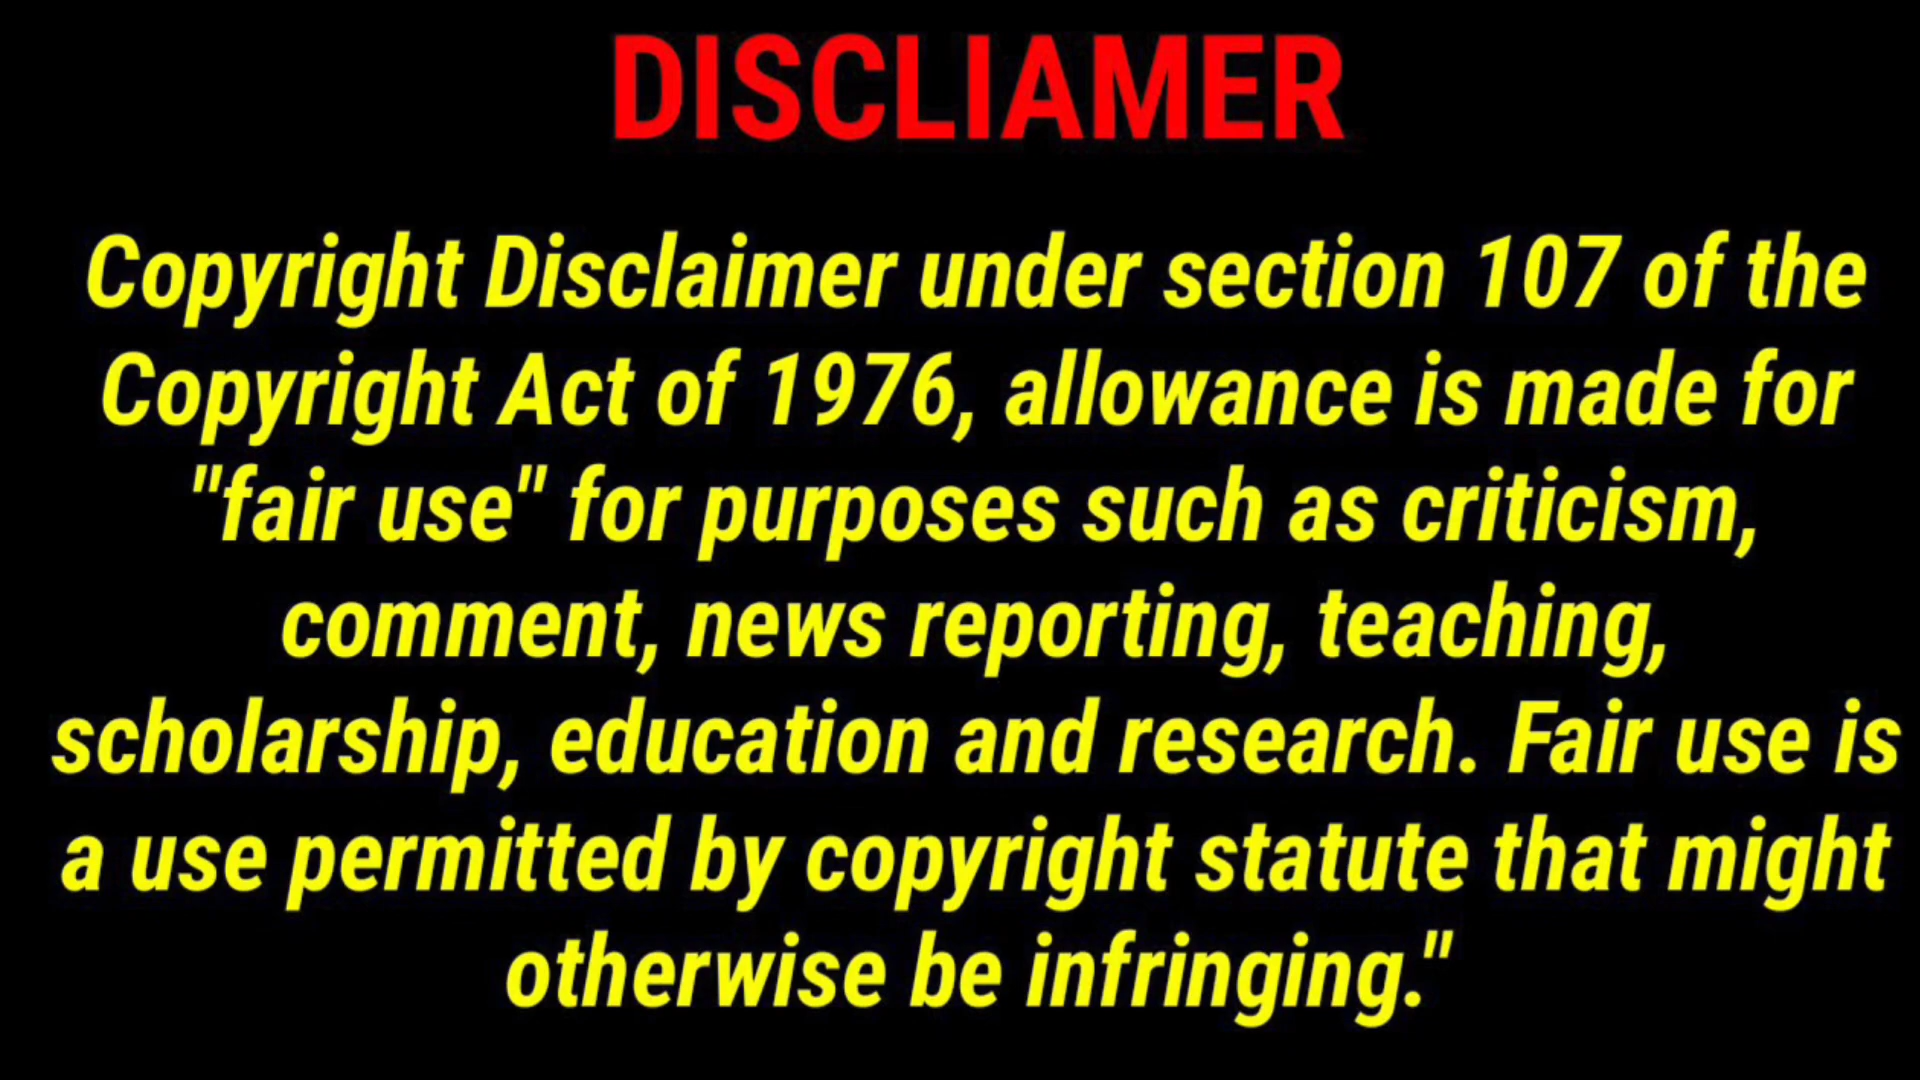 DISCLIAMER
Copyright Disclaimer under section 107 of the
Copyright Act of 1976, allowance is made for
"fair use" for purposes such as criticism,
comment, news reporting, teaching,
scholarship, education and research. Fair use is
a use permitted by copyright statute that might
otherwise be infringing."